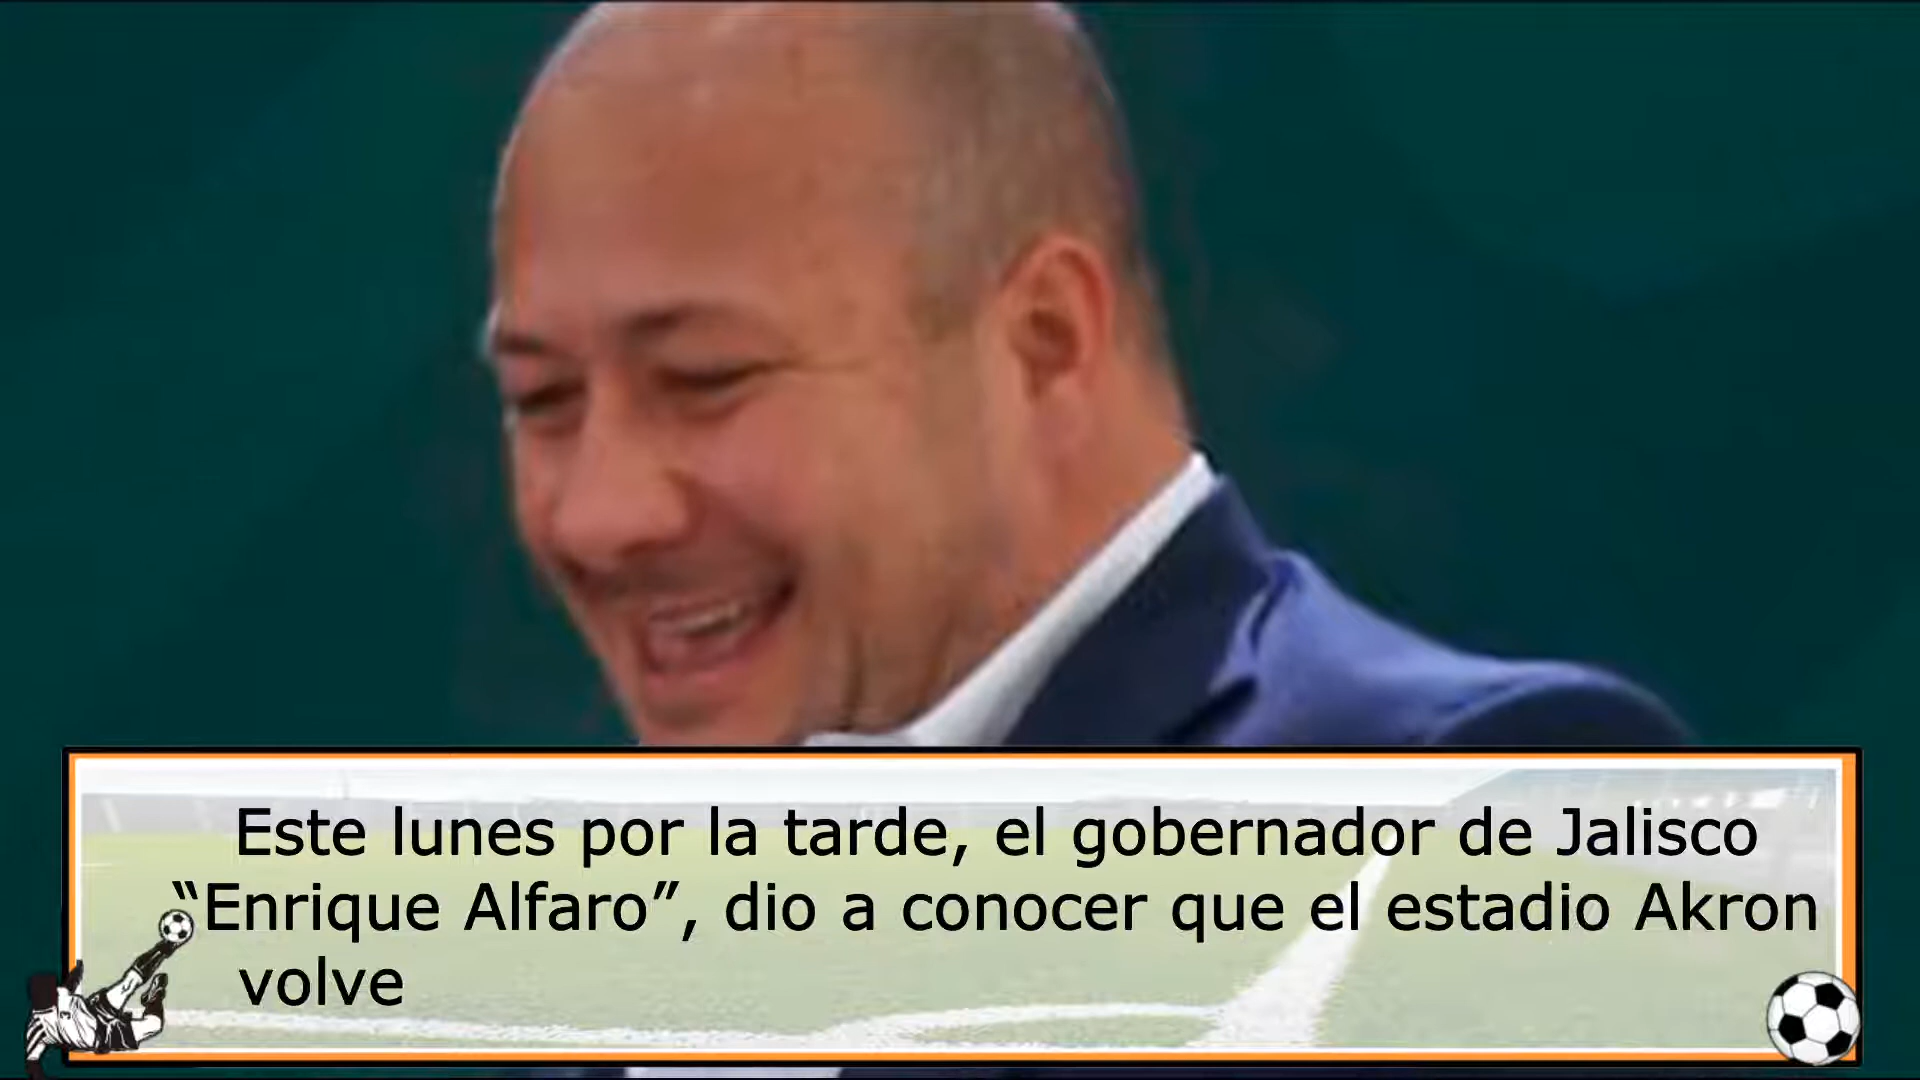 Este lunes por la tarde, el gobernador de Jalisco
“Enrique Alfaro”, dio a conocer que el estadio Akron
volve